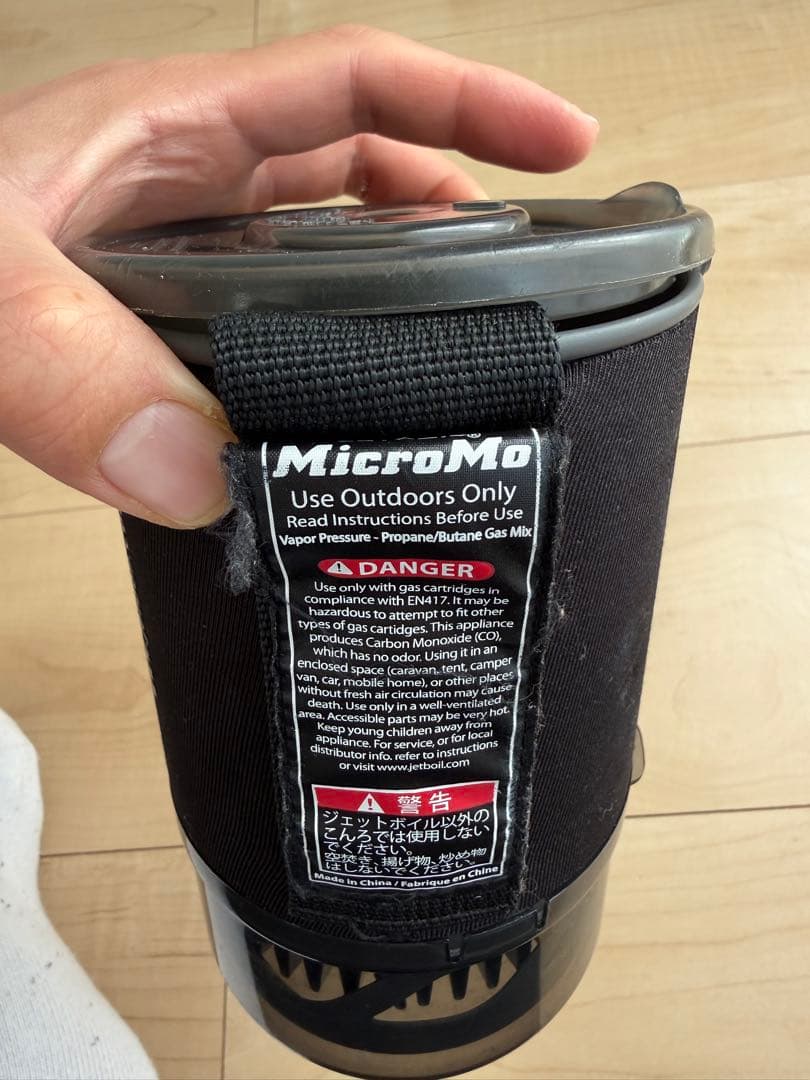 MicroMo
Use Outdoors Only
Read Instructions Before Use
Vapor Pressure - Propane/Butane Gas Mix
DANGER
Use only with gas cartridges in
compliance with EN417. It may be
hazardous to attempt to fit other
types of gas cartidges. This appliance
produces Carbon Monoxide (CO),
which has no odor. Using it in an
enclosed space (caravan, tent, camper
van, car, mobile home), or other places
without fresh air circulation may cause
death. Use only in a well-ventilated
area. Accessible parts may be very hot.
Keep young children away from
appliance. For service, or for local
distributor info. refer to instructions
or visit www.jetboil.com
警告
ジェットボイル以外の
こんろでは使用しない
でください。
空焚き、揚げ物、炒め物
はしないでください。
Made in China / Fabrique en Chine